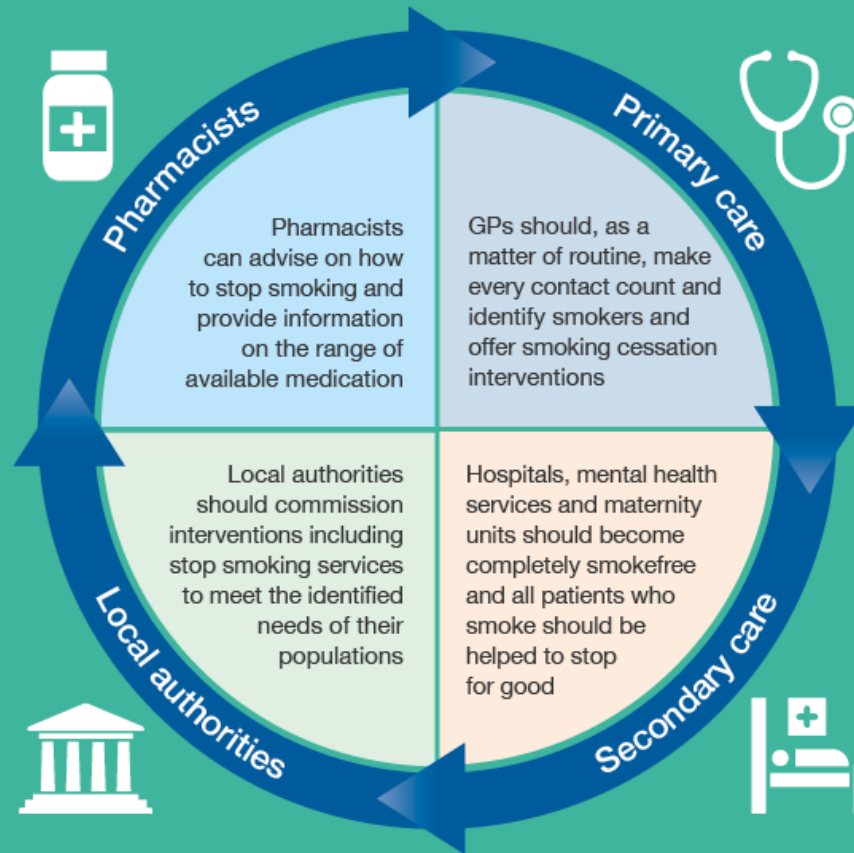 Pharmacists
Pharmacists
can advise on how
to stop smoking and
provide information
on the range of
available medication
Primary care
GPs should, as a
matter of routine, make
every contact count and
identify smokers and
offer smoking cessation
interventions
Local authorities
Local authorities
should commission
interventions including
stop smoking services
to meet the identified
needs of their
populations
Secondary care
Hospitals, mental health
services and maternity
units should become
completely smokefree
and all patients who
smoke should be
helped to stop
for good